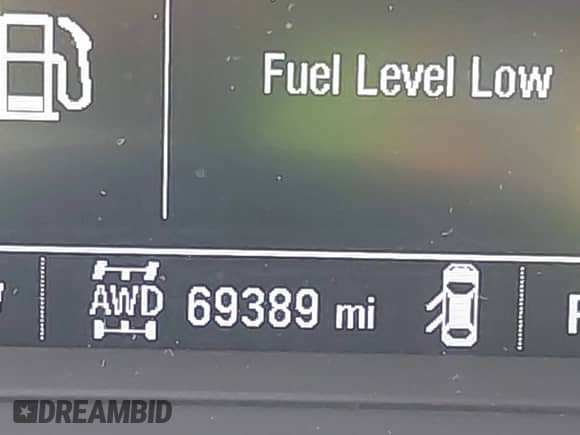 Fuel Level Low
AWD 69389 mi
DREAMBID